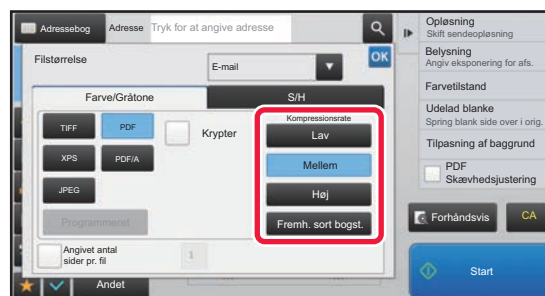 Adressebog
Adresse
Tryk for at angive adresse
Filstørrelse
E-mail
OK
Farve/Gråtone
S/H
TIFF
PDF
Krypter
XPS
PDF/A
JPEG
Programmeret
Kompressionsrate
Lav
Mellem
Høj
Fremh. sort bogst.
Angivet antal
sider pr. fil
1
Andet
Opløsning
Skift sendeopløsning
Belysning
Angiv eksponering for afs.
Farvetilstand
Udelad blanke
Spring blank side over i orig.
Tilpasning af baggrund
PDF
Skævhedsjustering
Forhåndsvis
CA
Start